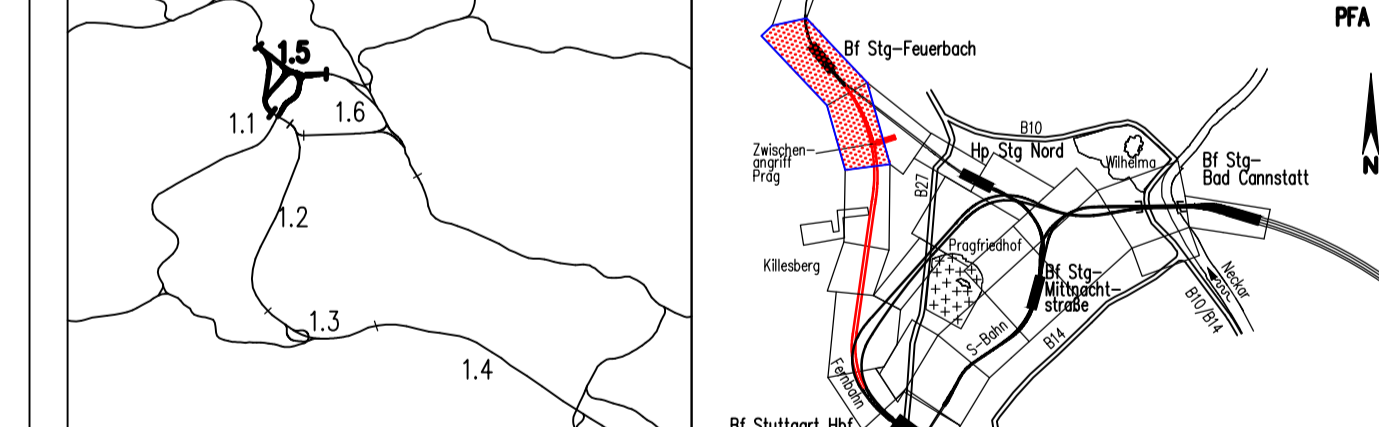 1.5
1.6
1.1
1.2
1.3
1.4
PFA
Bf Stg-Feuerbach
B10
Zwischen-
angriff
Prag
Hp Stg Nord
Wilhelma
Bf Stg-
Bad Cannstatt
B27
N
Pragfriedhof
Killesberg
Bf Stg-
Mittnacht-
straße
Neckar
B10/B14
S-Bahn
B14
Fernbahn
Bf Stuttgart Hbf